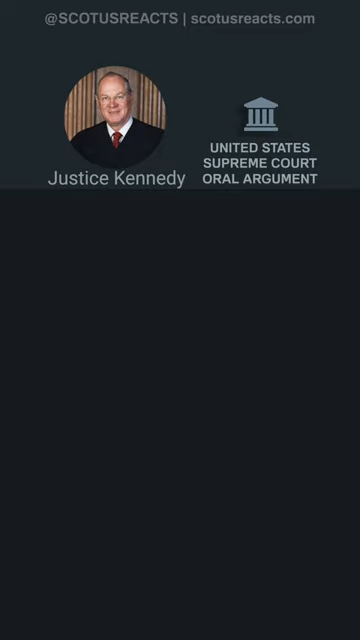 @SCOTUSREACTS | scotusreacts.com
Justice Kennedy
UNITED STATES
SUPREME COURT
ORAL ARGUMENT